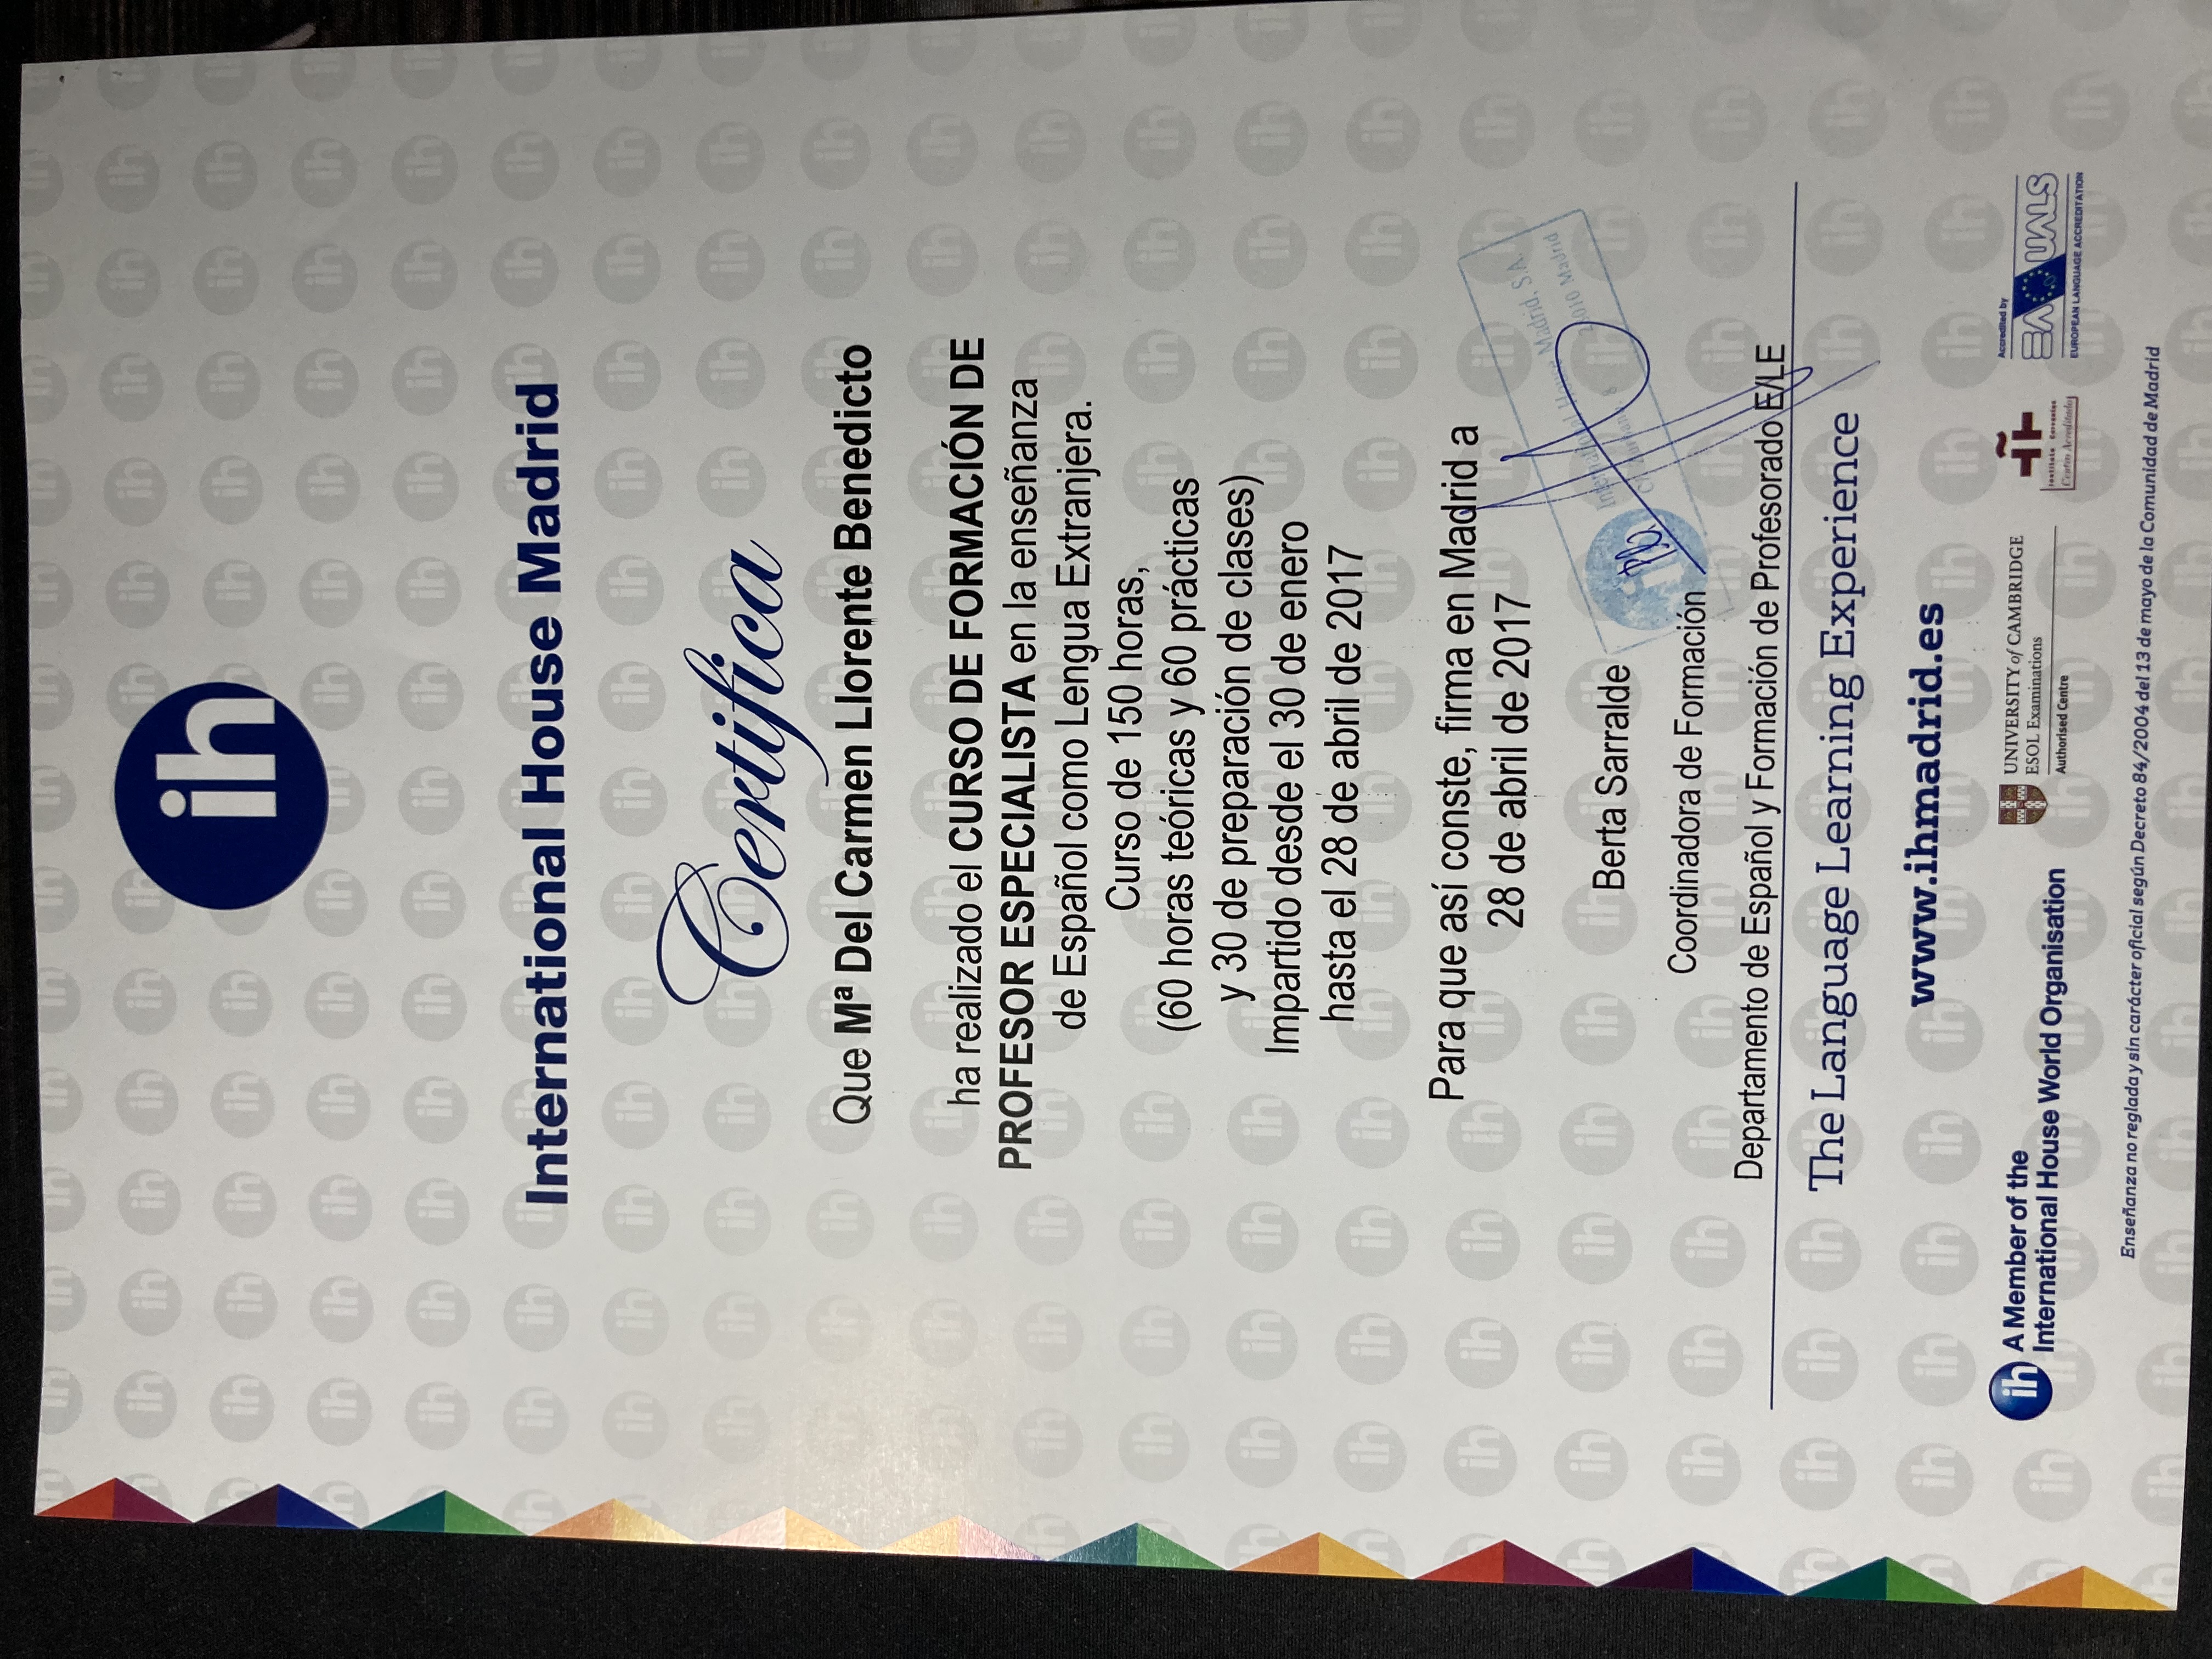 ih
International House Madrid
Certifica
Que Mª Del Carmen Llorente Benedicto
ha realizado el CURSO DE FORMACIÓN DE
PROFESOR ESPECIALISTA en la enseñanza
de Español como Lengua Extranjera.
Curso de 150 horas,
(60 horas teóricas y 60 prácticas
y 30 de preparación de clases)
Impartido desde el 30 de enero
hasta el 28 de abril de 2017
Para que así conste, firma en Madrid a
28 de abril de 2017
International House Madrid, S.A.
8
28010 Madrid
Berta Sarralde
Coordinadora de Formación
Departamento de Español y Formación de Profesorado E/LE
The Language Learning Experience
www.ihmadrid.es
ih
A Member of the
International House World Organisation
UNIVERSITY of CAMBRIDGE
ESOL Examinations
Authorised Centre
Instituto Cervantes
Centro Acreditado
Accredited by
EAQUALS
EUROPEAN LANGUAGE ACCREDITATION
Enseñanza no reglada y sin carácter oficial según Decreto 84/2004 del 13 de mayo de la Comunidad de Madrid